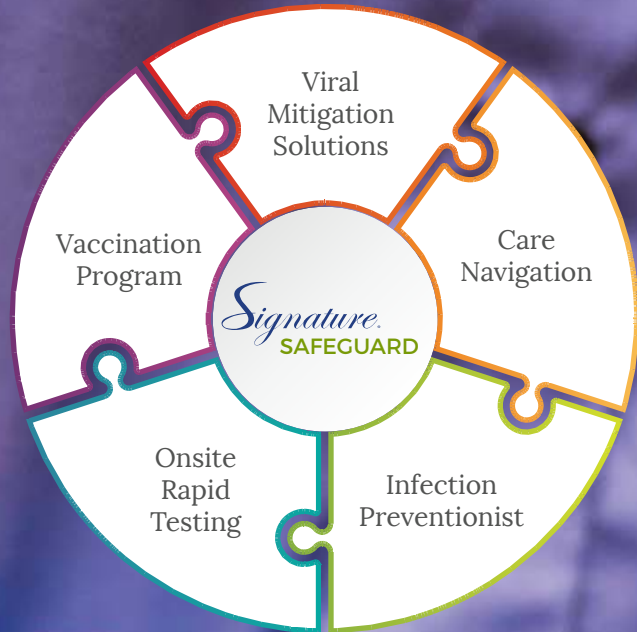 Viral
Mitigation
Solutions
Care
Navigation
Infection
Preventionist
Onsite
Rapid
Testing
Vaccination
Program
Signature.
SAFEGUARD